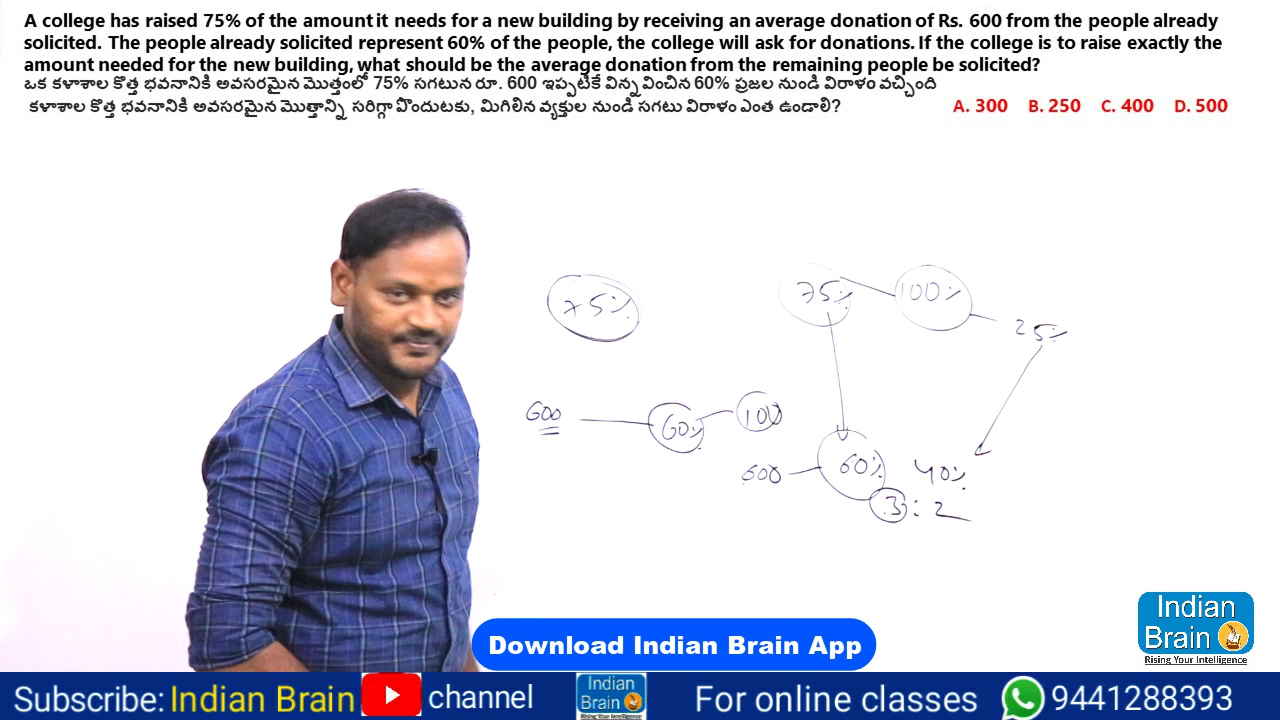 A college has raised 75% of the amount it needs for a new building by receiving an average donation of Rs. 600 from the people already
solicited. The people already solicited represent 60% of the people, the college will ask for donations. If the college is to raise exactly the
amount needed for the new building, what should be the average donation from the remaining people be solicited?
ఒక కళాశాల కొత్త భవనానికి అవసరమైన మొత్తంలో 75% సగటున రూ. 600 ఇప్పటికే విన్నవించిన 60% ప్రజల నుండి విరాళం వచ్చింది
కళాశాల కొత్త భవనానికి అవసరమైన మొత్తాన్ని సరిగ్గా పొందుటకు, మిగిలిన వ్యక్తుల నుండి సగటు విరాళం ఎంత ఉండాలి? A. 300 B. 250 C. 400 D. 500
75% 75% 100%
25%
600 60% 100
600 60% 40%
3 : 2
Indian
Brain
Rising Your Intelligence
Download Indian Brain App
Subscribe: Indian Brain channel
Indian
Brain
Rising Your Intelligence
For online classes 9441288393